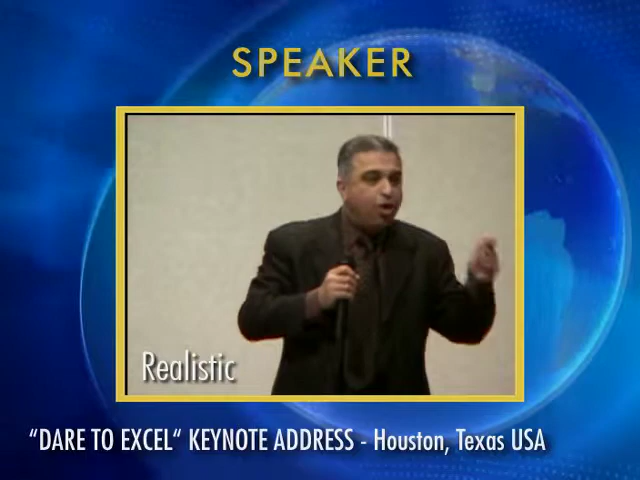 SPEAKER
Realistic
“DARE TO EXCEL“ KEYNOTE ADDRESS - Houston, Texas USA